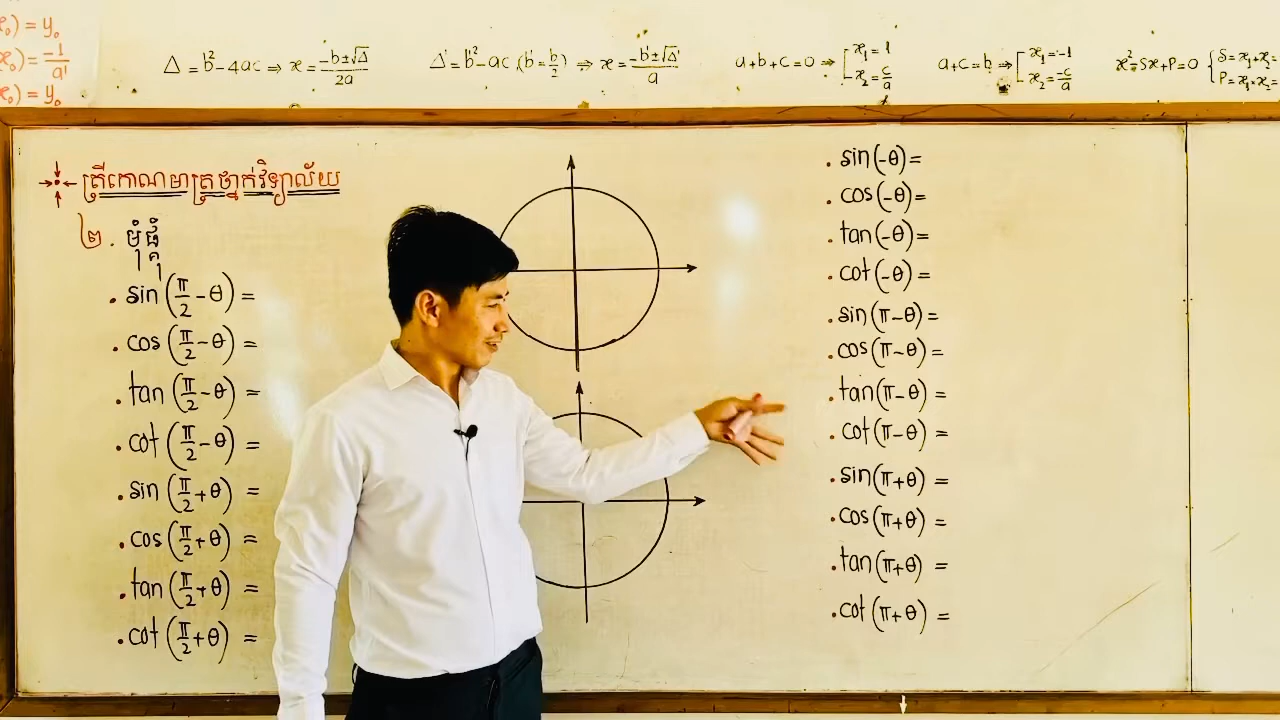 x₀) = y₀
x₀) = -1/a'
x₀) = y₀
Δ = b² - 4ac ⇒ x = (-b±√Δ)/2a
Δ' = b'² - ac (b' = b/2) ⇒ x = (-b'±√Δ')/a
a+b+c=0 ⇒ [x₁ = 1
x₂ = c/a
a+c=b ⇒ [x₁ = -1
x₂ = -c/a
x² - Sx + P = 0 {S = x₁+x₂ =
P = x₁·x₂ =
ត្រីកោណមាត្រថ្នាក់វិទ្យាល័យ
២. មុំផ្គុំ
. sin(π/2 - θ) =
. cos(π/2 - θ) =
. tan(π/2 - θ) =
. cot(π/2 - θ) =
. sin(π/2 + θ) =
. cos(π/2 + θ) =
. tan(π/2 + θ) =
. cot(π/2 + θ) =
. sin(-θ) =
. cos(-θ) =
. tan(-θ) =
. cot(-θ) =
. sin(π-θ) =
. cos(π-θ) =
. tan(π-θ) =
. cot(π-θ) =
. sin(π+θ) =
. cos(π+θ) =
. tan(π+θ) =
. cot(π+θ) =